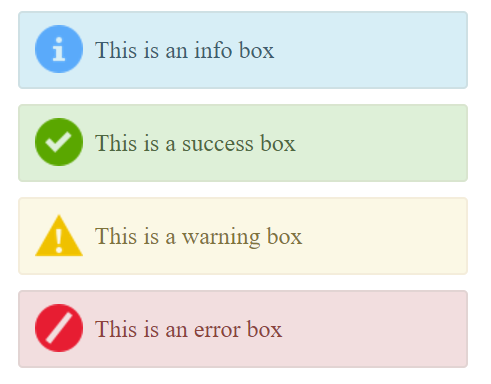 This is an info box
This is a success box
This is a warning box
This is an error box